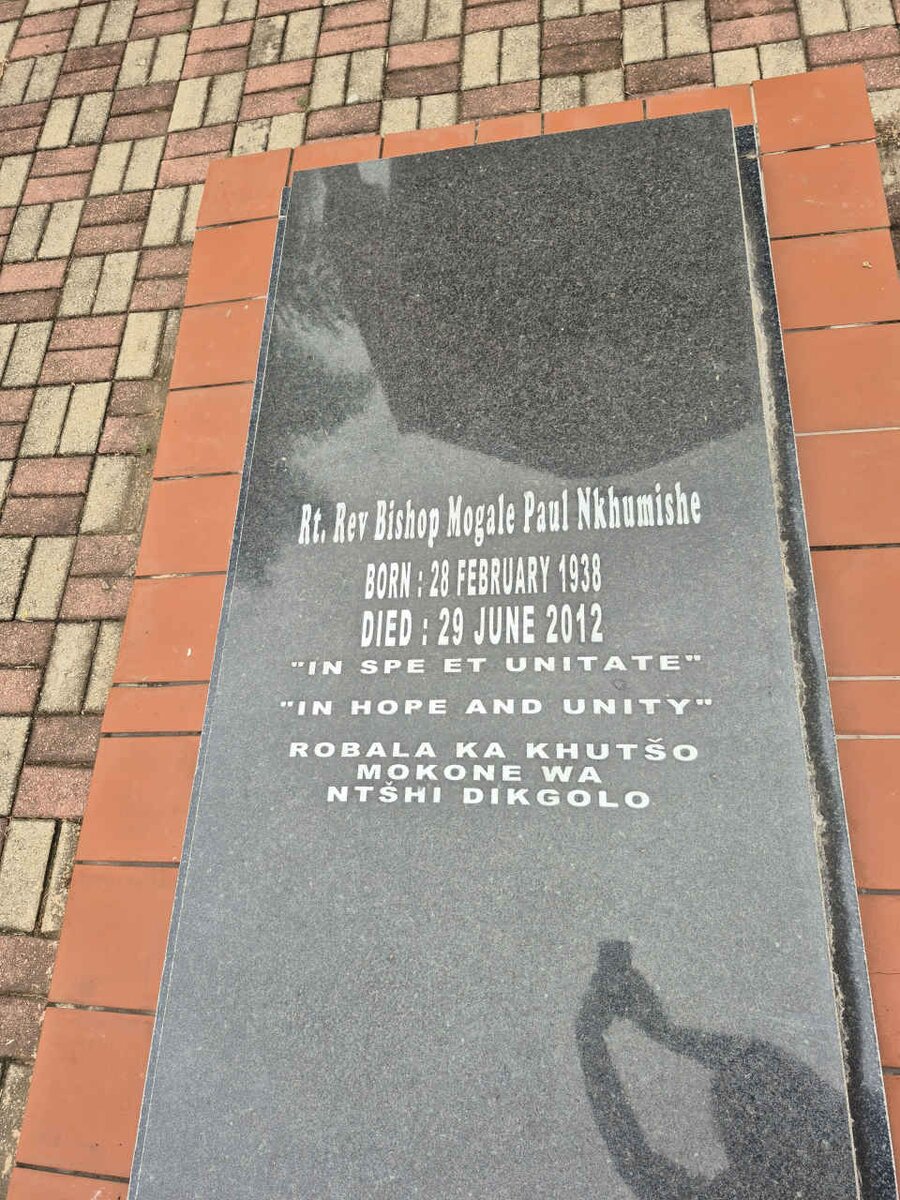 Rt. Rev Bishop Mogale Paul Nkhumishe
BORN : 28 FEBRUARY 1938
DIED : 29 JUNE 2012
"IN SPE ET UNITATE"
"IN HOPE AND UNITY"
ROBALA KA KHUTŠO
MOKONE WA
NTŠHI DIKGOLO